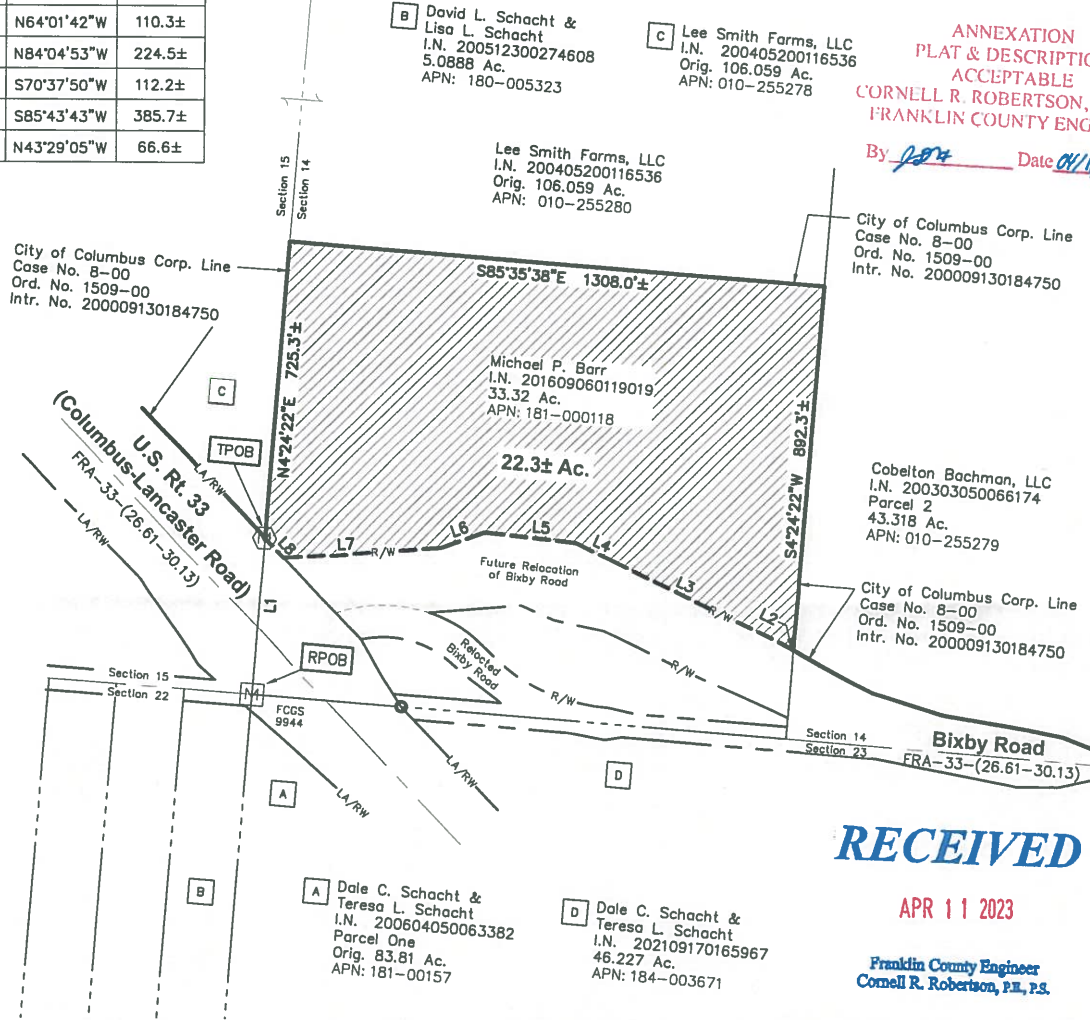 N64°01'42"W 110.3±
N84°04'53"W 224.5±
S70°37'50"W 112.2±
S85°43'43"W 385.7±
N43°29'05"W 66.6±
B David L. Schacht &
Lisa L. Schacht
I.N. 200512300274608
5.0888 Ac.
APN: 180-005323
C Lee Smith Farms, LLC
I.N. 200405200116536
Orig. 106.059 Ac.
APN: 010-255278
ANNEXATION
PLAT & DESCRIPTIO
ACCEPTABLE
CORNELL R. ROBERTSON,
FRANKLIN COUNTY ENG
By Date 04/1
Section 15
Section 14
Lee Smith Farms, LLC
I.N. 200405200116536
Orig. 106.059 Ac.
APN: 010-255280
City of Columbus Corp. Line
Case No. 8-00
Ord. No. 1509-00
Intr. No. 200009130184750
City of Columbus Corp. Line
Case No. 8-00
Ord. No. 1509-00
Intr. No. 200009130184750
S85°35'38"E 1308.0'±
N4°24'22"E 725.3'±
Michael P. Barr
I.N. 201609060119019
33.32 Ac.
APN: 181-000118
22.3± Ac.
S4°24'22"W 892.3'±
C
TPOB
U.S. Rt. 33
(Columbus-Lancaster Road)
FRA-33-(26.61-30.13)
LA/RW
LA/RW
Cobelton Bachman, LLC
I.N. 200303050066174
Parcel 2
43.318 Ac.
APN: 010-255279
L8
L7
R/W
L6
L5
L4
L3
R/W
L2
L1
Future Relocation
of Bixby Road
City of Columbus Corp. Line
Case No. 8-00
Ord. No. 1509-00
Intr. No. 200009130184750
Relocted
Bixby Road
R/W
R/W
RPOB
Section 15
Section 22
M
FCGS
9944
Section 14
Section 23
Bixby Road
FRA-33-(26.61-30.13)
LA/RW
LA/RW
A
D
B
RECEIVED
APR 11 2023
Franklin County Engineer
Cornell R. Robertson, P.E., P.S.
A Dale C. Schacht &
Teresa L. Schacht
I.N. 200604050063382
Parcel One
Orig. 83.81 Ac.
APN: 181-00157
D Dale C. Schacht &
Teresa L. Schacht
I.N. 202109170165967
46.227 Ac.
APN: 184-003671